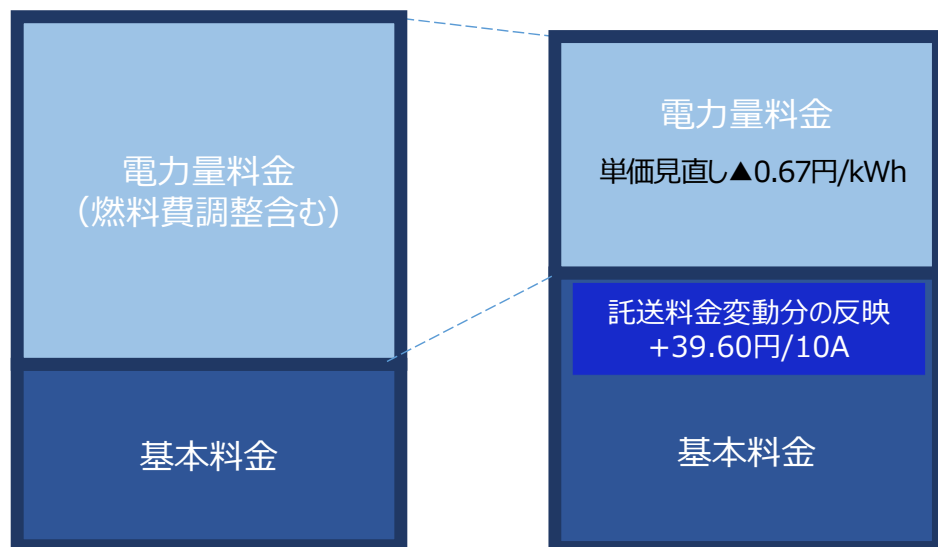 電力量料金
（燃料費調整含む）
基本料金
電力量料金
単価見直し▲0.67円/kWh
託送料金変動分の反映
+39.60円/10A
基本料金